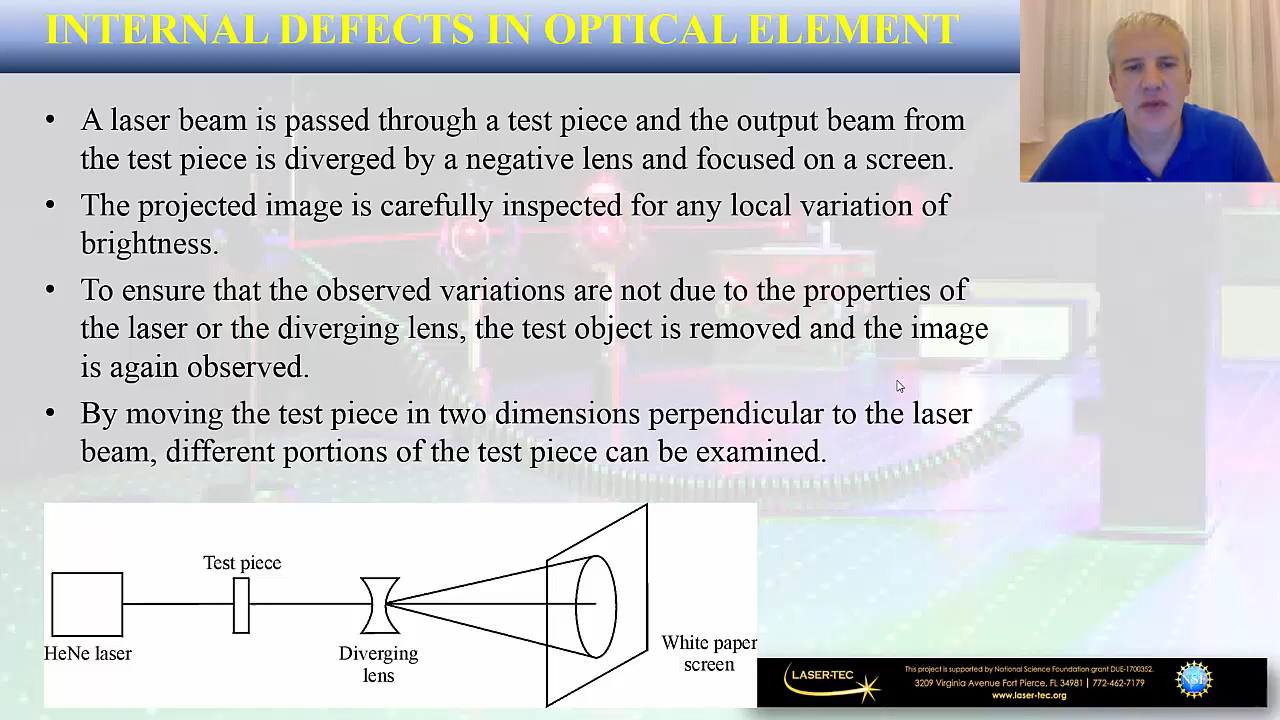 INTERNAL DEFECTS IN OPTICAL ELEMENT
• A laser beam is passed through a test piece and the output beam from
the test piece is diverged by a negative lens and focused on a screen.
• The projected image is carefully inspected for any local variation of
brightness.
• To ensure that the observed variations are not due to the properties of
the laser or the diverging lens, the test object is removed and the image
is again observed.
• By moving the test piece in two dimensions perpendicular to the laser
beam, different portions of the test piece can be examined.
Test piece
HeNe laser
Diverging
lens
White paper
screen
LASER-TEC
This project is supported by National Science Foundation grant DUE-1700352.
3209 Virginia Avenue Fort Pierce, FL 34981 | 772-462-7179
www.laser-tec.org
NSF